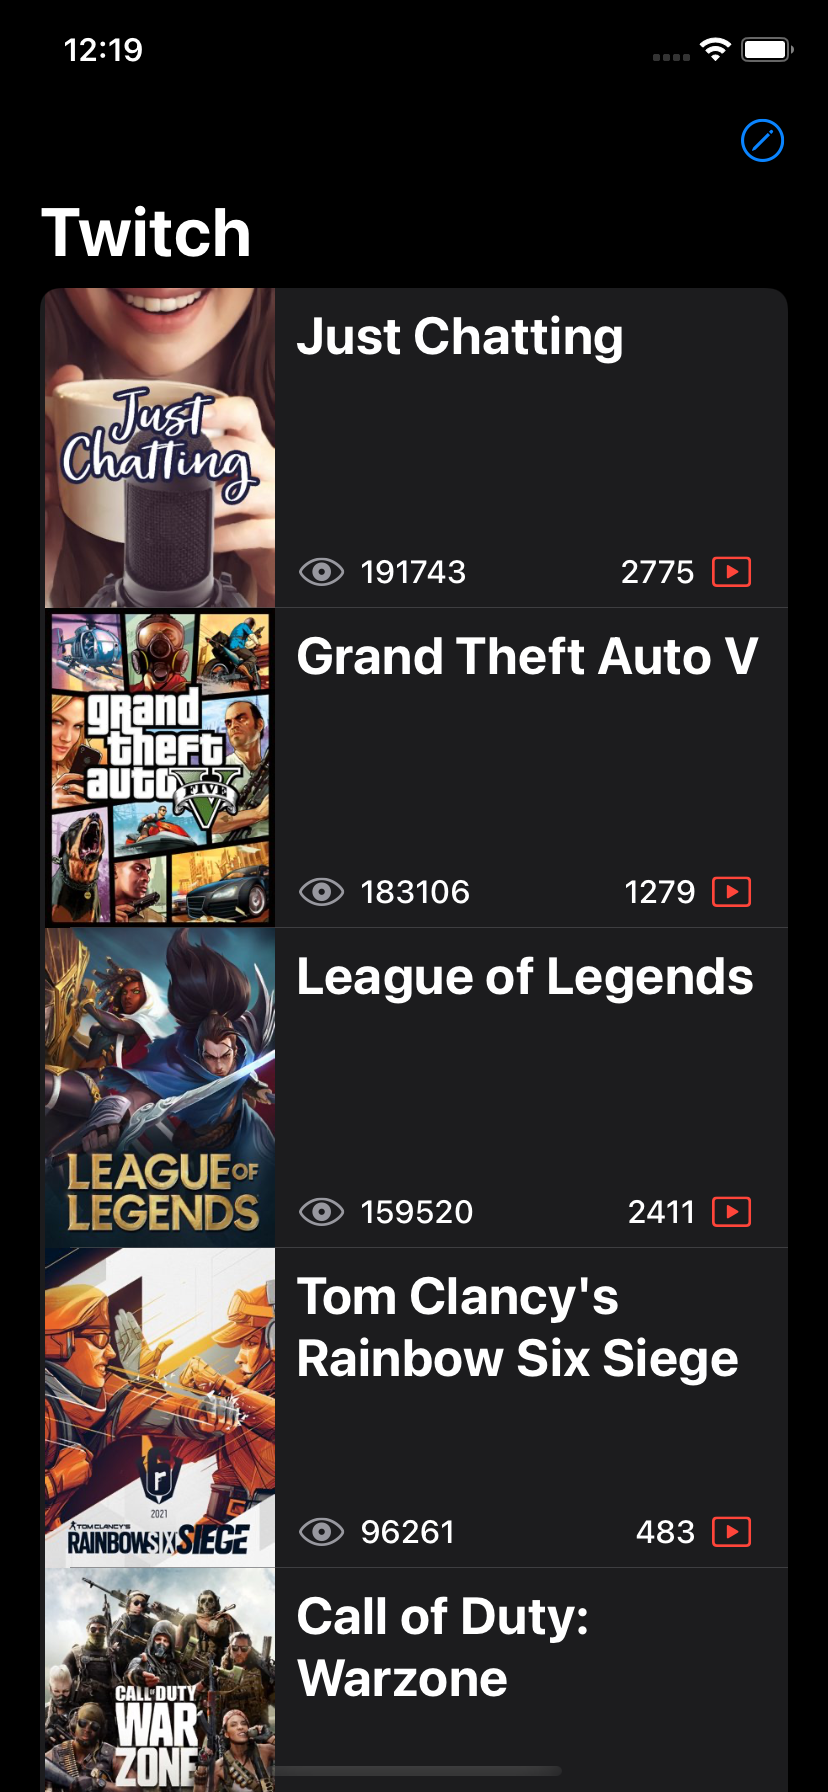 12:19
Twitch
Just
Chatting
Just Chatting
191743
2775
grand
theft
auto
FIVE
Grand Theft Auto V
183106
1279
LEAGUE OF
LEGENDS
League of Legends
159520
2411
2021
TOM CLANCY'S
RAINBOWSIX SIEGE
Tom Clancy's
Rainbow Six Siege
96261
483
CALL OF DUTY
WAR
ZONE
Call of Duty:
Warzone